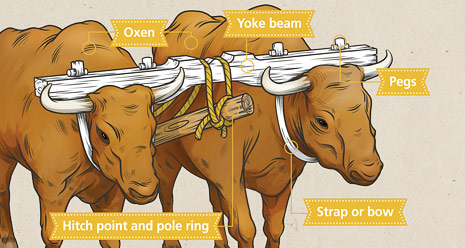 Yoke beam
Oxen
Pegs
Strap or bow
Hitch point and pole ring